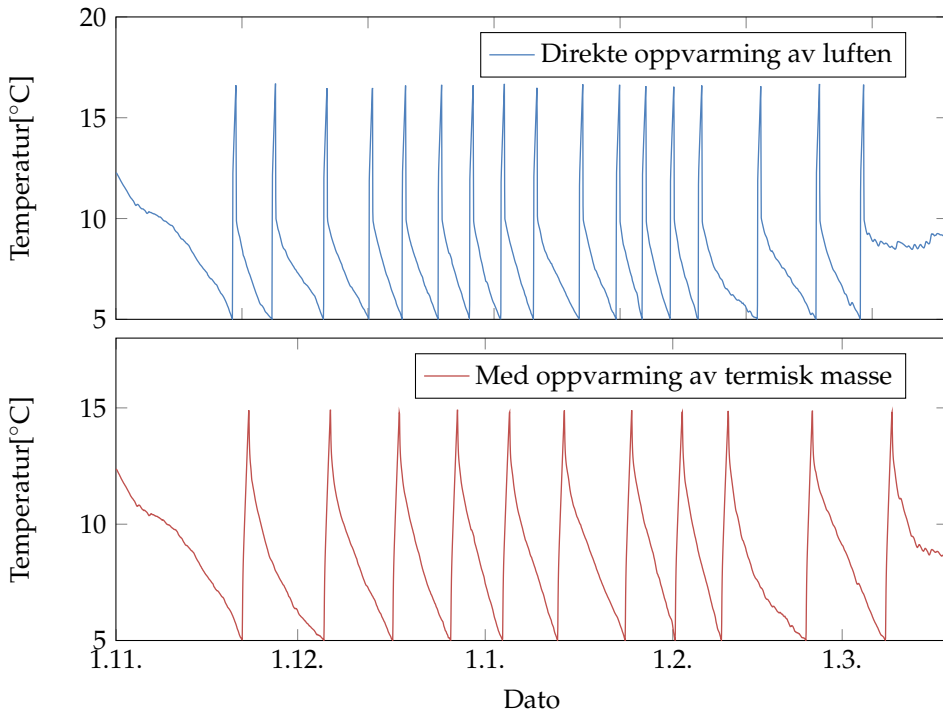 20
15
10
5
Temperatur[°C]
Direkte oppvarming av luften
15
10
5
Temperatur[°C]
Med oppvarming av termisk masse
1.11. 1.12. 1.1. 1.2. 1.3.
Dato